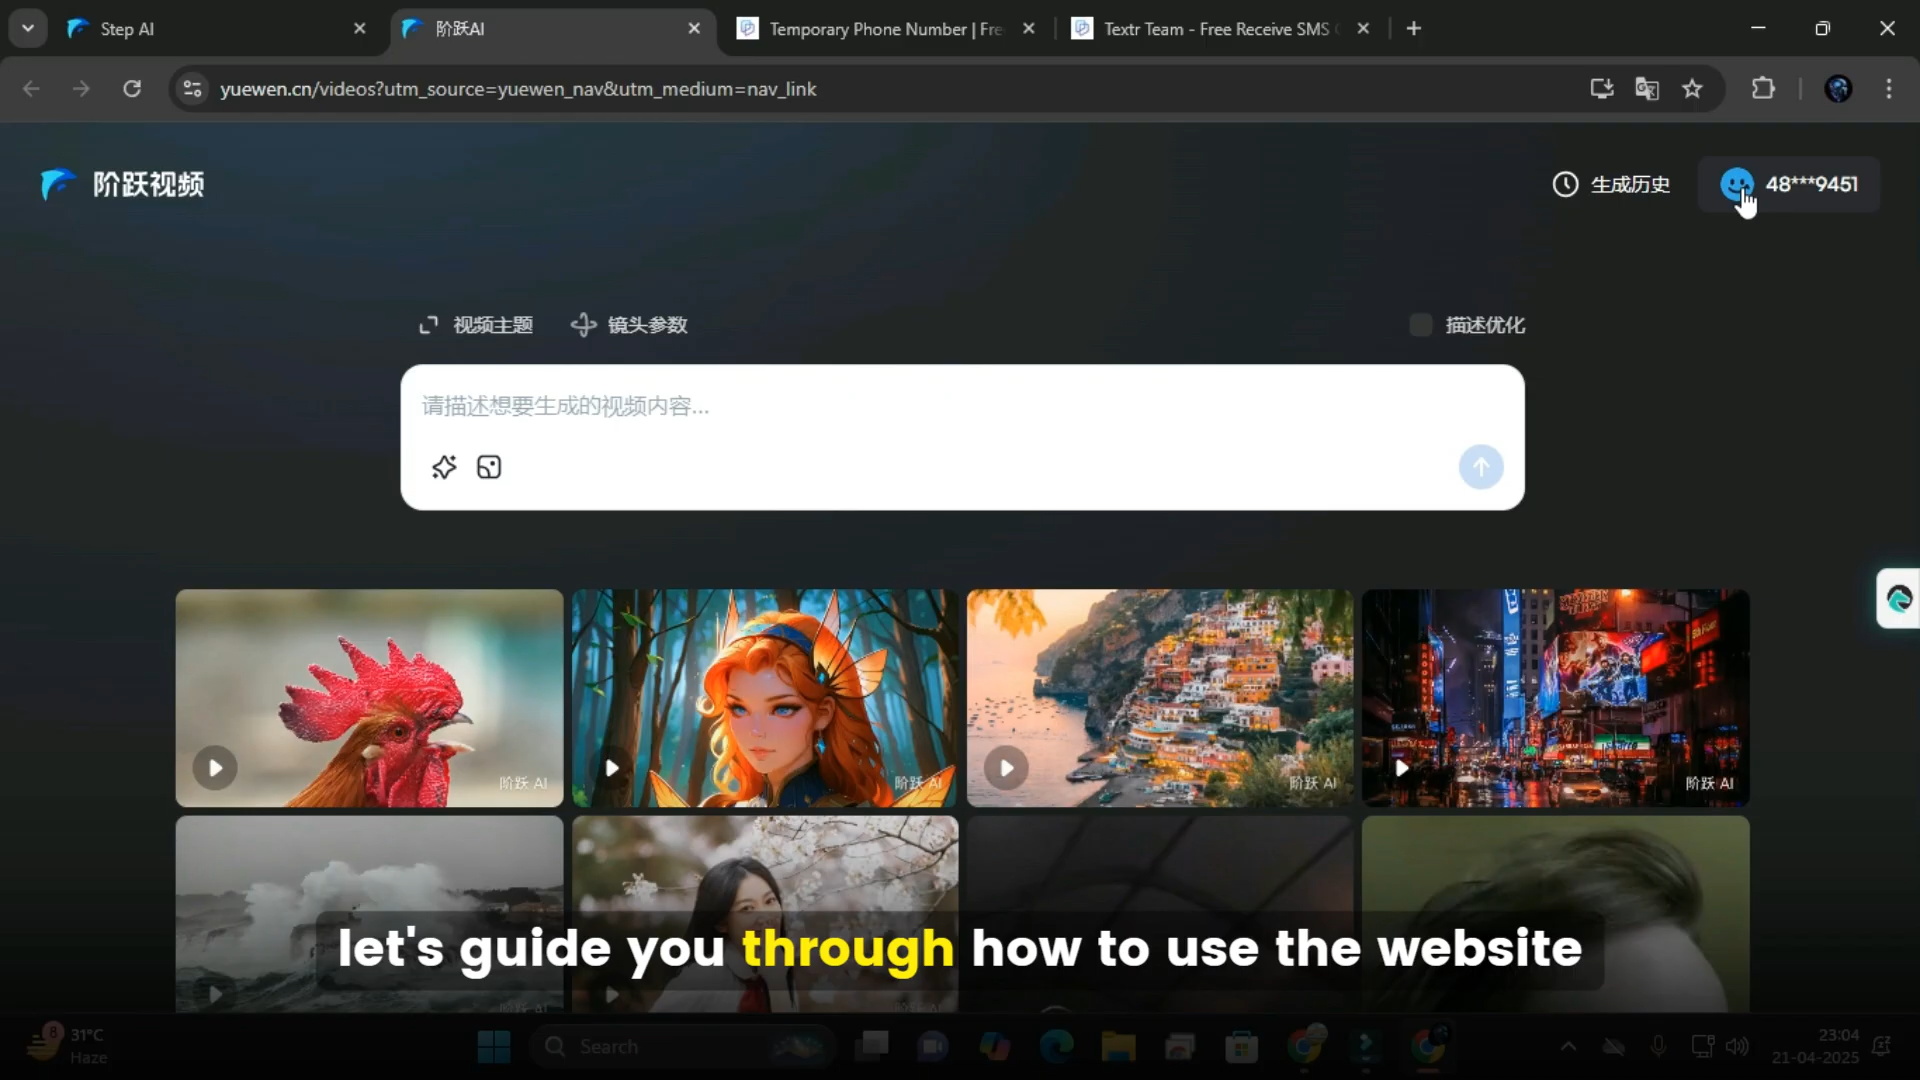 Step AI
阶跃AI
Temporary Phone Number | Fre
Textr Team - Free Receive SMS
yuewen.cn/videos?utm_source=yuewen_nav&utm_medium=nav_link
阶跃视频
生成历史
48***9451
视频主题
镜头参数
描述优化
请描述想要生成的视频内容...
阶跃 AI
阶跃 AI
阶跃 AI
阶跃 AI
let's guide you through how to use the website
8
31°C
Haze
Search
23:04
21-04-2025